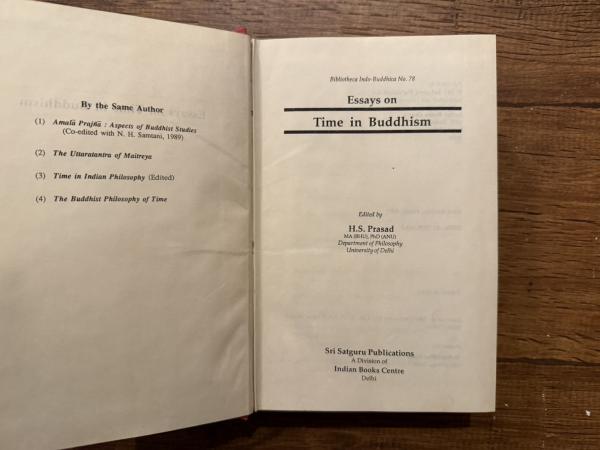 By the Same Author
(1) Amalā Prajñā : Aspects of Buddhist Studies
(Co-edited with N. H. Samtani, 1989)
(2) The Uttaratantra of Maitreya
(3) Time in Indian Philosophy (Edited)
(4) The Buddhist Philosophy of Time
Bibliotheca Indo-Buddhica No. 78
Essays on
Time in Buddhism
Edited by
H.S. Prasad
MA (BHU), PhD (ANU)
Department of Philosophy
University of Delhi
Sri Satguru Publications
A Division of
Indian Books Centre
Delhi